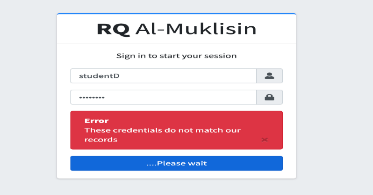 RQ Al-Muklisin
Sign in to start your session
studentD
••••••••
Error
These credentials do not match our
records
×
....Please wait